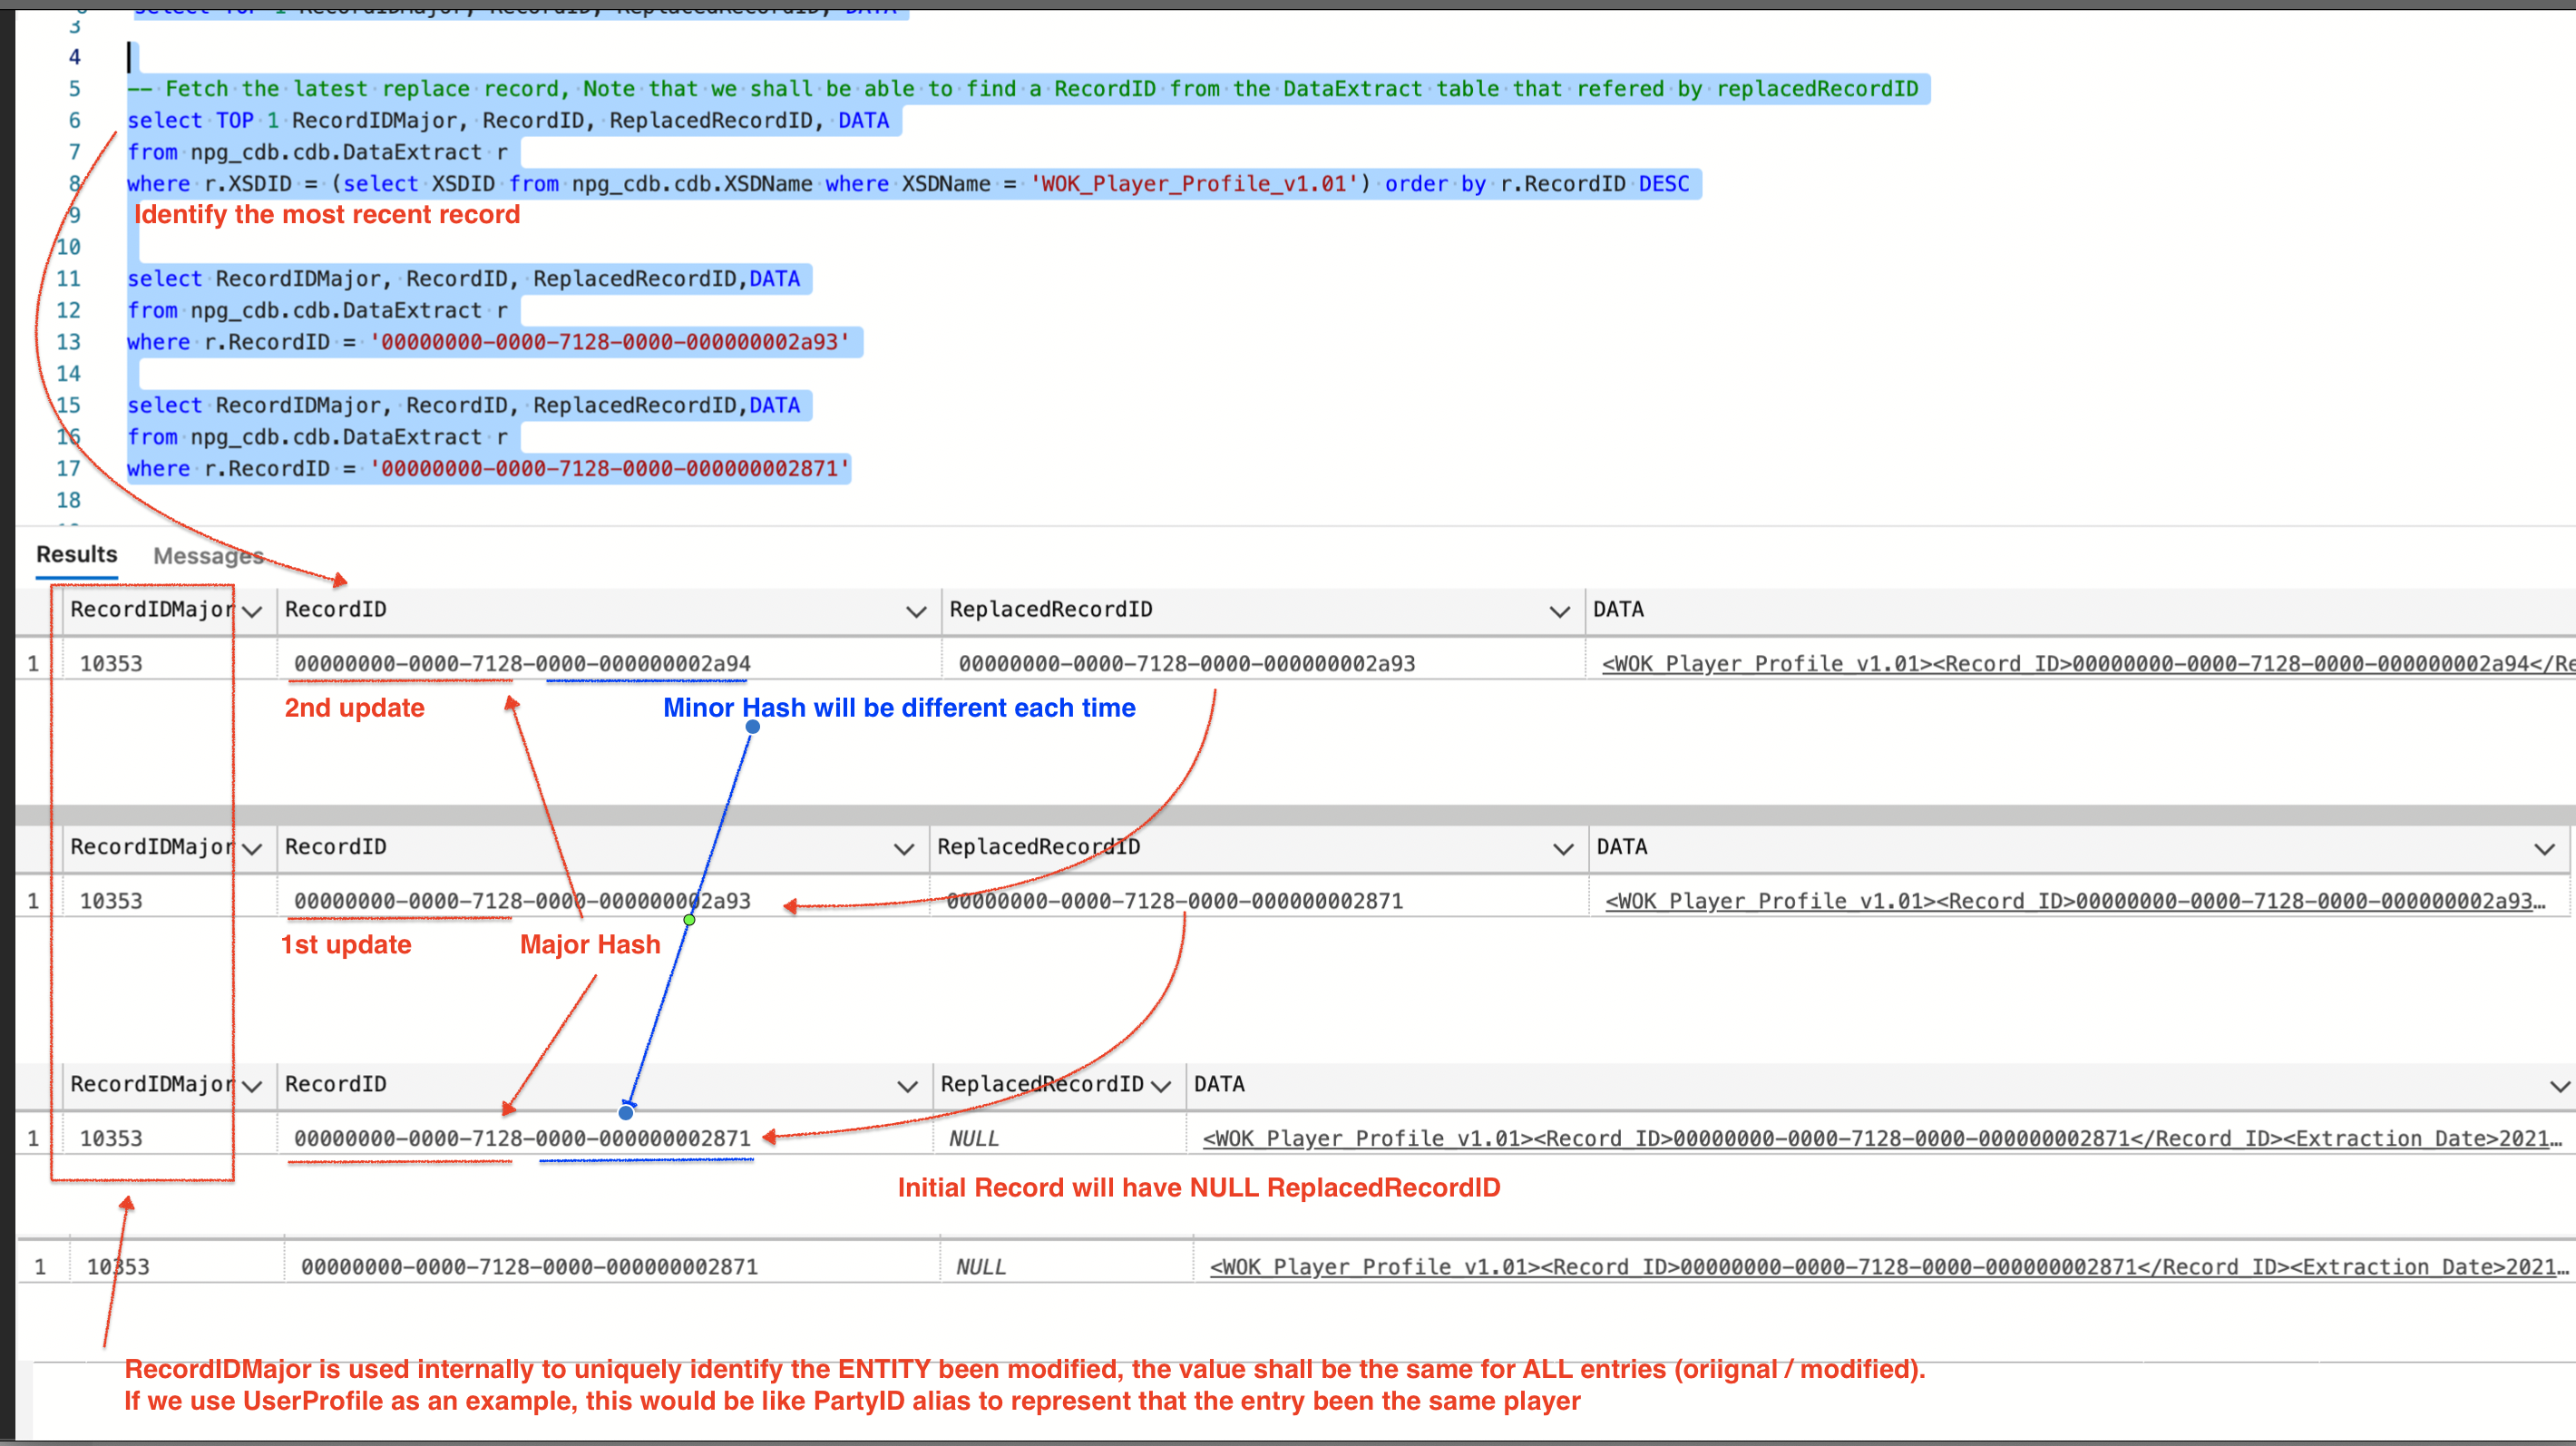 select TOP 1 RecordIDMajor, RecordID, ReplacedRecordID, DATA
3
4
5 -- Fetch the latest replace record, Note that we shall be able to find a RecordID from the DataExtract table that refered by replacedRecordID
6 select TOP 1 RecordIDMajor, RecordID, ReplacedRecordID, DATA
7 from npg_cdb.cdb.DataExtract r
8 where r.XSDID = (select XSDID from npg_cdb.cdb.XSDName where XSDName = 'WOK_Player_Profile_v1.01') order by r.RecordID DESC
9 Identify the most recent record
10
11 select RecordIDMajor, RecordID, ReplacedRecordID,DATA
12 from npg_cdb.cdb.DataExtract r
13 where r.RecordID = '00000000-0000-7128-0000-000000002a93'
14
15 select RecordIDMajor, RecordID, ReplacedRecordID,DATA
16 from npg_cdb.cdb.DataExtract r
17 where r.RecordID = '00000000-0000-7128-0000-000000002871'
18
Results Messages
RecordIDMajor RecordID ReplacedRecordID DATA
1 10353 00000000-0000-7128-0000-000000002a94 00000000-0000-7128-0000-000000002a93 <WOK_Player_Profile_v1.01><Record_ID>00000000-0000-7128-0000-000000002a94</Re
2nd update Minor Hash will be different each time
RecordIDMajor RecordID ReplacedRecordID DATA
1 10353 00000000-0000-7128-0000-000000002a93 00000000-0000-7128-0000-000000002871 <WOK_Player_Profile_v1.01><Record_ID>00000000-0000-7128-0000-000000002a93…
1st update Major Hash
RecordIDMajor RecordID ReplacedRecordID DATA
1 10353 00000000-0000-7128-0000-000000002871 NULL <WOK_Player_Profile_v1.01><Record_ID>00000000-0000-7128-0000-000000002871</Record_ID><Extraction_Date>2021…
Initial Record will have NULL ReplacedRecordID
1 10353 00000000-0000-7128-0000-000000002871 NULL <WOK_Player_Profile_v1.01><Record_ID>00000000-0000-7128-0000-000000002871</Record_ID><Extraction_Date>2021…
RecordIDMajor is used internally to uniquely identify the ENTITY been modified, the value shall be the same for ALL entries (oriignal / modified).
If we use UserProfile as an example, this would be like PartyID alias to represent that the entry been the same player